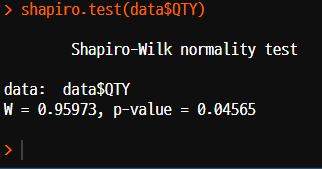 > shapiro.test(data$QTY)
Shapiro-Wilk normality test
data:  data$QTY
W = 0.95973, p-value = 0.04565
>